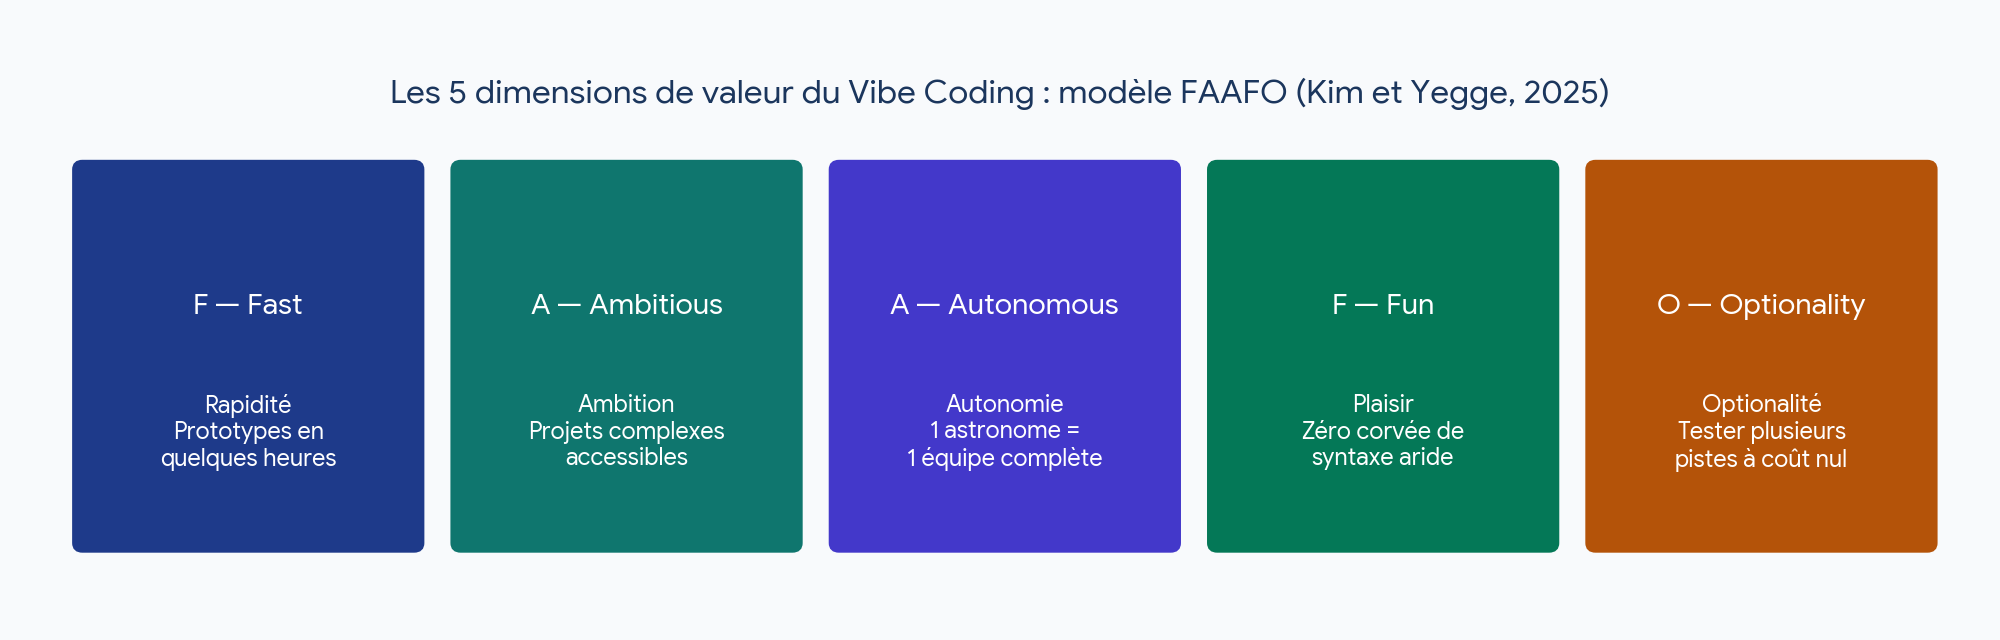 Les 5 dimensions de valeur du Vibe Coding : modèle FAAFO (Kim et Yegge, 2025)
F — Fast
Rapidité
Prototypes en
quelques heures
A — Ambitious
Ambition
Projets complexes
accessibles
A — Autonomous
Autonomie
1 astronome =
1 équipe complète
F — Fun
Plaisir
Zéro corvée de
syntaxe aride
O — Optionality
Optionalité
Tester plusieurs
pistes à coût nul